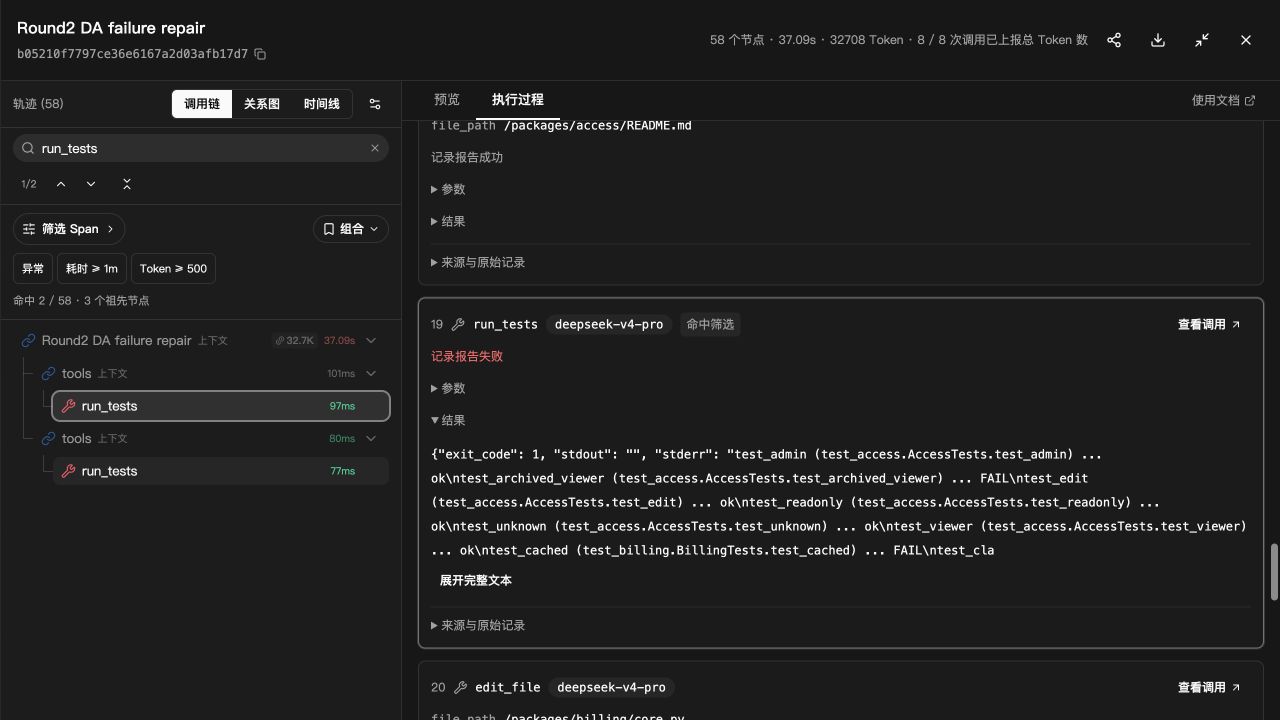 Round2 DA failure repair
b05210f7797ce36e6167a2d03afb17d7
58 个节点 · 37.09s · 32708 Token · 8 / 8 次调用已上报总 Token 数
轨迹 (58)
调用链 关系图 时间线
run_tests
1/2
筛选 Span
组合
异常 耗时 ≥ 1m Token ≥ 500
命中 2 / 58 · 3 个祖先节点
Round2 DA failure repair 上下文 32.7K 37.09s
tools 上下文 101ms
run_tests 97ms
tools 上下文 80ms
run_tests 77ms
预览 执行过程
使用文档
file_path /packages/access/README.md
记录报告成功
参数
结果
来源与原始记录
19 run_tests deepseek-v4-pro 命中筛选 查看调用
记录报告失败
参数
结果
{"exit_code": 1, "stdout": "", "stderr": "test_admin (test_access.AccessTests.test_admin) ...
ok\ntest_archived_viewer (test_access.AccessTests.test_archived_viewer) ... FAIL\ntest_edit
(test_access.AccessTests.test_edit) ... ok\ntest_readonly (test_access.AccessTests.test_readonly) ...
ok\ntest_unknown (test_access.AccessTests.test_unknown) ... ok\ntest_viewer (test_access.AccessTests.test_viewer)
... ok\ntest_cached (test_billing.BillingTests.test_cached) ... FAIL\ntest_cla
展开完整文本
来源与原始记录
20 edit_file deepseek-v4-pro 查看调用
file_path /packages/billing/core.py